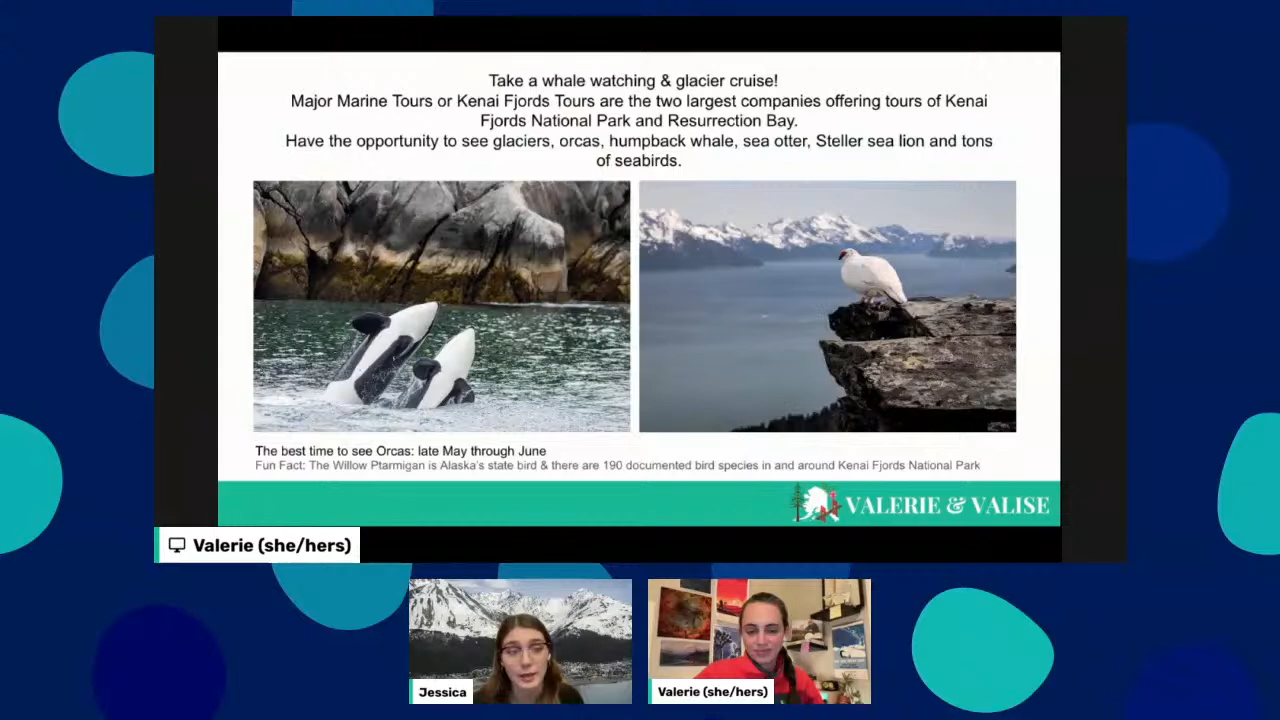 Take a whale watching & glacier cruise!
Major Marine Tours or Kenai Fjords Tours are the two largest companies offering tours of Kenai
Fjords National Park and Resurrection Bay.
Have the opportunity to see glaciers, orcas, humpback whale, sea otter, Steller sea lion and tons
of seabirds.
The best time to see Orcas: late May through June
Fun Fact: The Willow Ptarmigan is Alaska's state bird & there are 190 documented bird species in and around Kenai Fjords National Park
VALERIE & VALISE
Valerie (she/hers)
Jessica
Valerie (she/hers)